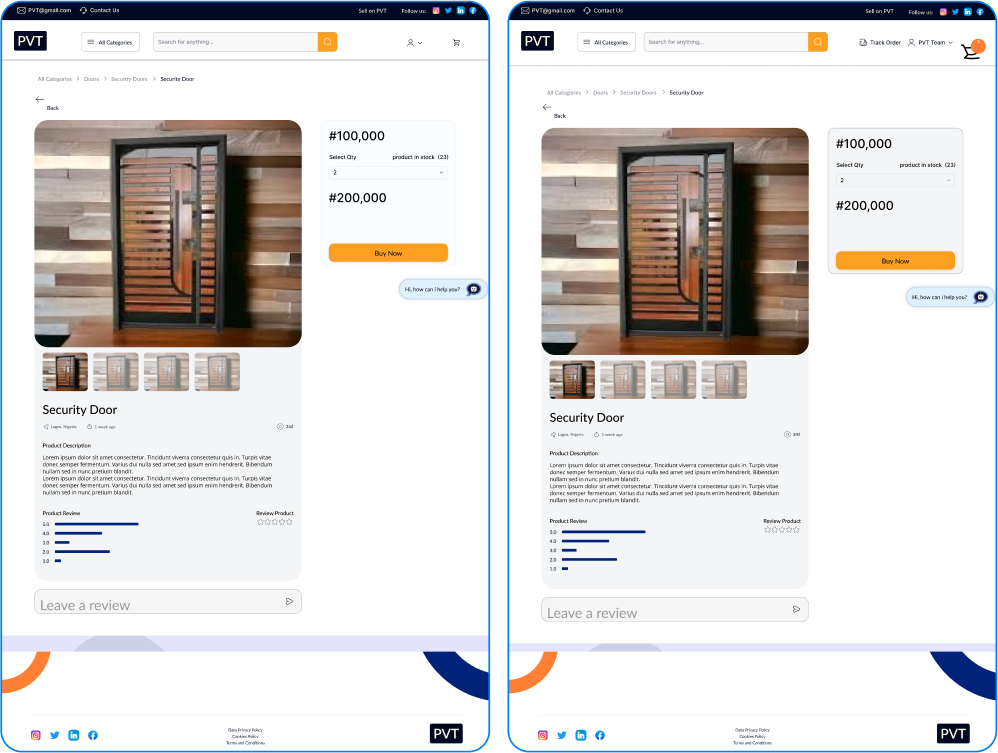 PVT@gmail.com Contact Us Sell on PVT Follow us:
PVT All Categories Search for anything...
All Categories > Doors > Security Doors > Security Door
Back
#100,000
Select Qty product in stock (23)
2
#200,000
Buy Now
Hi, how can i help you?
Security Door
Lagos, Nigeria 1 week ago 244
Product Description
Lorem ipsum dolor sit amet consectetur. Tincidunt viverra consectetur quis in. Turpis vitae
donec semper fermentum. Varius dui nulla sed amet sed ipsum enim hendrerit. Bibendum
nullam sed in nunc pretium blandit.
Lorem ipsum dolor sit amet consectetur. Tincidunt viverra consectetur quis in. Turpis vitae
donec semper fermentum. Varius dui nulla sed amet sed ipsum enim hendrerit. Bibendum
nullam sed in nunc pretium blandit.
Product Review Review Product
5.0
4.0
3.0
2.0
1.0
Leave a review
Data Privacy Policy
Cookies Policy
Terms and Conditions
PVT
PVT@gmail.com Contact Us Sell on PVT Follow us:
PVT All Categories Search for anything... Track Order PVT Team
All Categories > Doors > Security Doors > Security Door
Back
#100,000
Select Qty product in stock (23)
2
#200,000
Buy Now
Hi, how can i help you?
Security Door
Lagos, Nigeria 1 week ago 244
Product Description
Lorem ipsum dolor sit amet consectetur. Tincidunt viverra consectetur quis in. Turpis vitae
donec semper fermentum. Varius dui nulla sed amet sed ipsum enim hendrerit. Bibendum
nullam sed in nunc pretium blandit.
Lorem ipsum dolor sit amet consectetur. Tincidunt viverra consectetur quis in. Turpis vitae
donec semper fermentum. Varius dui nulla sed amet sed ipsum enim hendrerit. Bibendum
nullam sed in nunc pretium blandit.
Product Review Review Product
5.0
4.0
3.0
2.0
1.0
Leave a review
Data Privacy Policy
Cookies Policy
Terms and Conditions
PVT